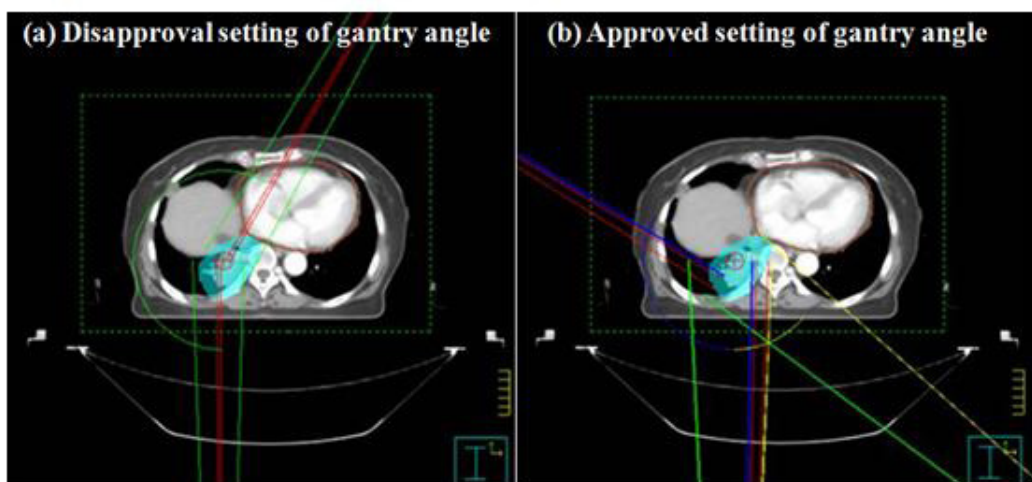 (a) Disapproval setting of gantry angle
(b) Approved setting of gantry angle